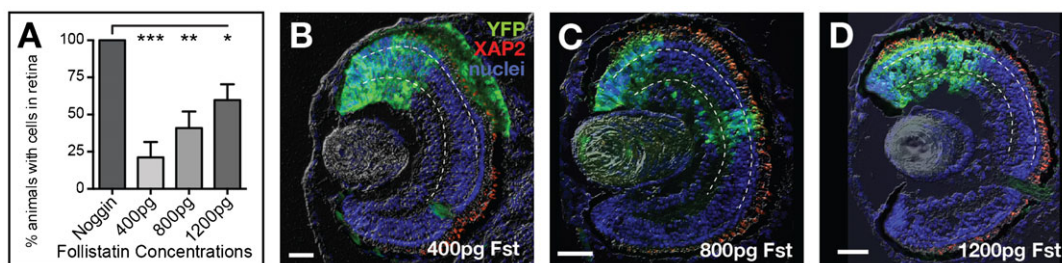 A
% animals with cells in retina
100
75
50
25
0
***
**
*
Noggin
400pg
800pg
1200pg
Follistatin Concentrations
B
YFP
XAP2
nuclei
400pg Fst
C
800pg Fst
D
1200pg Fst